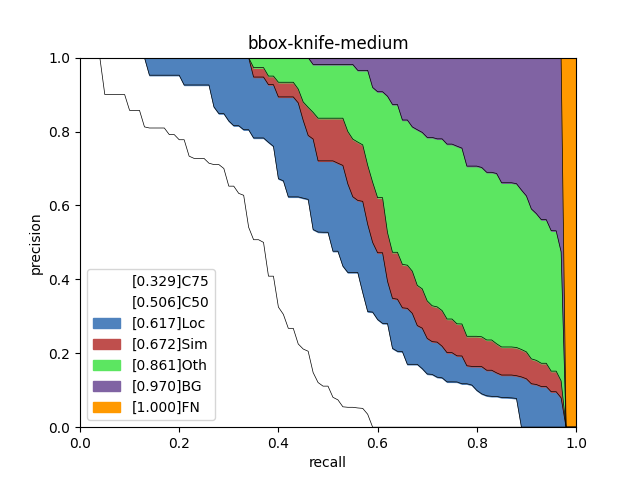 bbox-knife-medium
precision
1.0
0.8
0.6
0.4
0.2
0.0
[0.329]C75
[0.506]C50
[0.617]Loc
[0.672]Sim
[0.861]Oth
[0.970]BG
[1.000]FN
0.0 0.2 0.4 0.6 0.8 1.0
recall